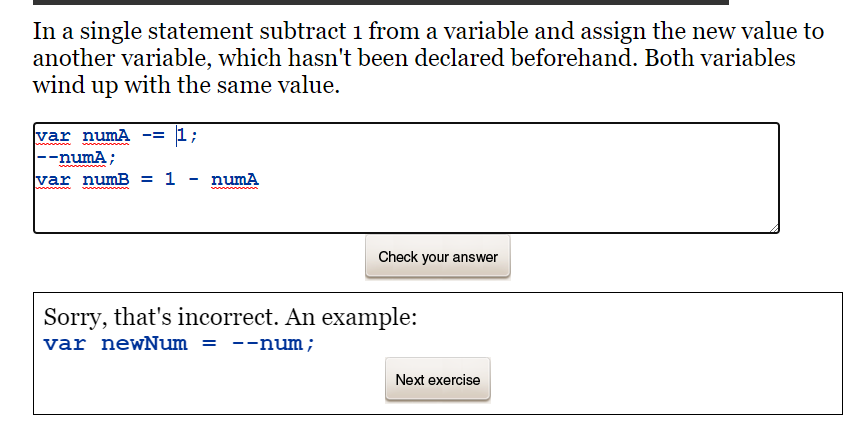 In a single statement subtract 1 from a variable and assign the new value to
another variable, which hasn't been declared beforehand. Both variables
wind up with the same value.
var numA -= 1;
--numA;
var numB = 1 - numA
Check your answer
Sorry, that's incorrect. An example:
var newNum = --num;
Next exercise